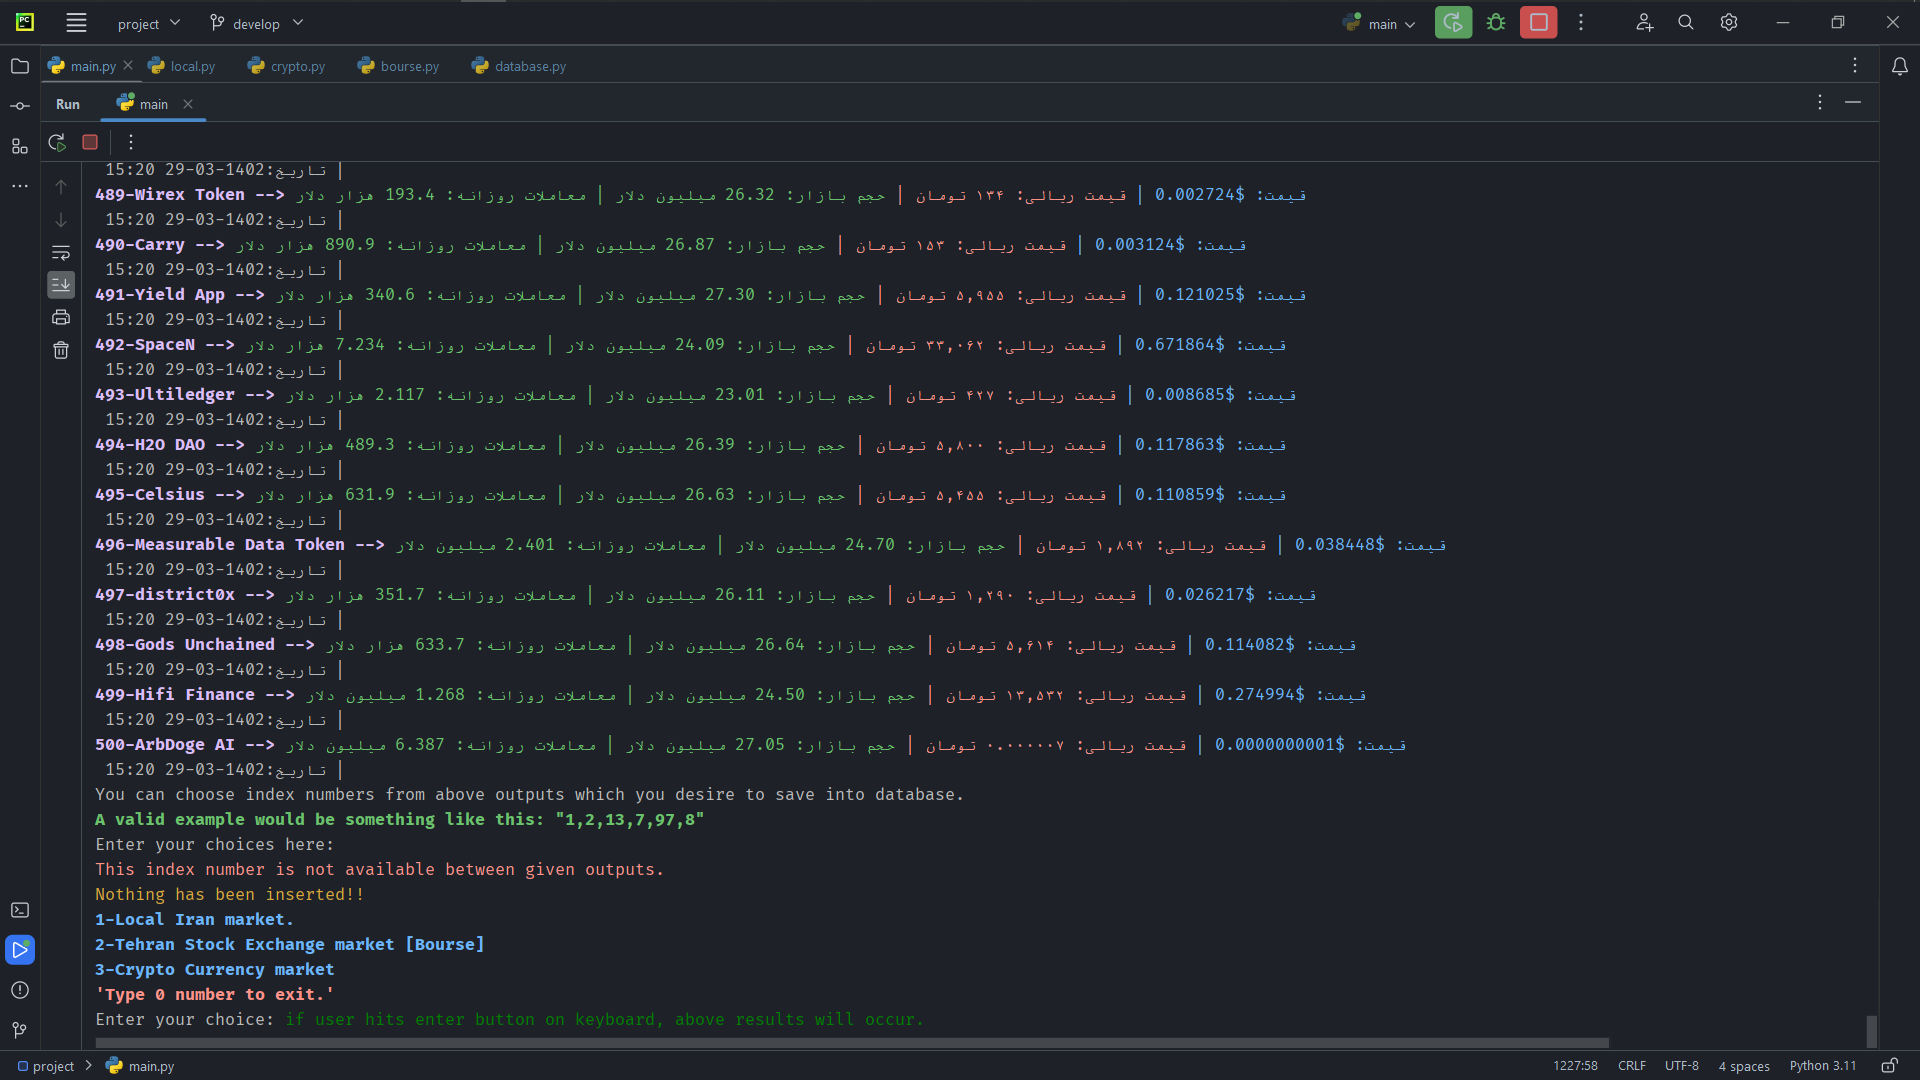 PC project develop main
main.py local.py crypto.py bourse.py database.py
Run main
15:20 29-03-1402:تاریخ |
489-Wirex Token --> قیمت: $0.002724 | قیمت ریالی: ۱۳۴ تومان | حجم بازار: 26.32 میلیون دلار | معاملات روزانه: 193.4 هزار دلار
15:20 29-03-1402:تاریخ |
490-Carry --> قیمت: $0.003124 | قیمت ریالی: ۱۵۳ تومان | حجم بازار: 26.87 میلیون دلار | معاملات روزانه: 890.9 هزار دلار
15:20 29-03-1402:تاریخ |
491-Yield App --> قیمت: $0.121025 | قیمت ریالی: ۵,۹۵۵ تومان | حجم بازار: 27.30 میلیون دلار | معاملات روزانه: 340.6 هزار دلار
15:20 29-03-1402:تاریخ |
492-SpaceN --> قیمت: $0.671864 | قیمت ریالی: ۳۳,۰۶۲ تومان | حجم بازار: 24.09 میلیون دلار | معاملات روزانه: 7.234 هزار دلار
15:20 29-03-1402:تاریخ |
493-Ultiledger --> قیمت: $0.008685 | قیمت ریالی: ۴۲۷ تومان | حجم بازار: 23.01 میلیون دلار | معاملات روزانه: 2.117 هزار دلار
15:20 29-03-1402:تاریخ |
494-H2O DAO --> قیمت: $0.117863 | قیمت ریالی: ۵,۸۰۰ تومان | حجم بازار: 26.39 میلیون دلار | معاملات روزانه: 489.3 هزار دلار
15:20 29-03-1402:تاریخ |
495-Celsius --> قیمت: $0.110859 | قیمت ریالی: ۵,۴۵۵ تومان | حجم بازار: 26.63 میلیون دلار | معاملات روزانه: 631.9 هزار دلار
15:20 29-03-1402:تاریخ |
496-Measurable Data Token --> قیمت: $0.038448 | قیمت ریالی: ۱,۸۹۲ تومان | حجم بازار: 24.70 میلیون دلار | معاملات روزانه: 2.401 میلیون دلار
15:20 29-03-1402:تاریخ |
497-district0x --> قیمت: $0.026217 | قیمت ریالی: ۱,۲۹۰ تومان | حجم بازار: 26.11 میلیون دلار | معاملات روزانه: 351.7 هزار دلار
15:20 29-03-1402:تاریخ |
498-Gods Unchained --> قیمت: $0.114082 | قیمت ریالی: ۵,۶۱۴ تومان | حجم بازار: 26.64 میلیون دلار | معاملات روزانه: 633.7 هزار دلار
15:20 29-03-1402:تاریخ |
499-Hifi Finance --> قیمت: $0.274994 | قیمت ریالی: ۱۳,۵۳۲ تومان | حجم بازار: 24.50 میلیون دلار | معاملات روزانه: 1.268 میلیون دلار
15:20 29-03-1402:تاریخ |
500-ArbDoge AI --> قیمت: $0.0000000001 | قیمت ریالی: ۰.۰۰۰۰۰۷ تومان | حجم بازار: 27.05 میلیون دلار | معاملات روزانه: 6.387 میلیون دلار
15:20 29-03-1402:تاریخ |
You can choose index numbers from above outputs which you desire to save into database.
A valid example would be something like this: "1,2,13,7,97,8"
Enter your choices here:
This index number is not available between given outputs.
Nothing has been inserted!!
1-Local Iran market.
2-Tehran Stock Exchange market [Bourse]
3-Crypto Currency market
'Type 0 number to exit.'
Enter your choice: if user hits enter button on keyboard, above results will occur.
project > main.py 1227:58 CRLF UTF-8 4 spaces Python 3.11